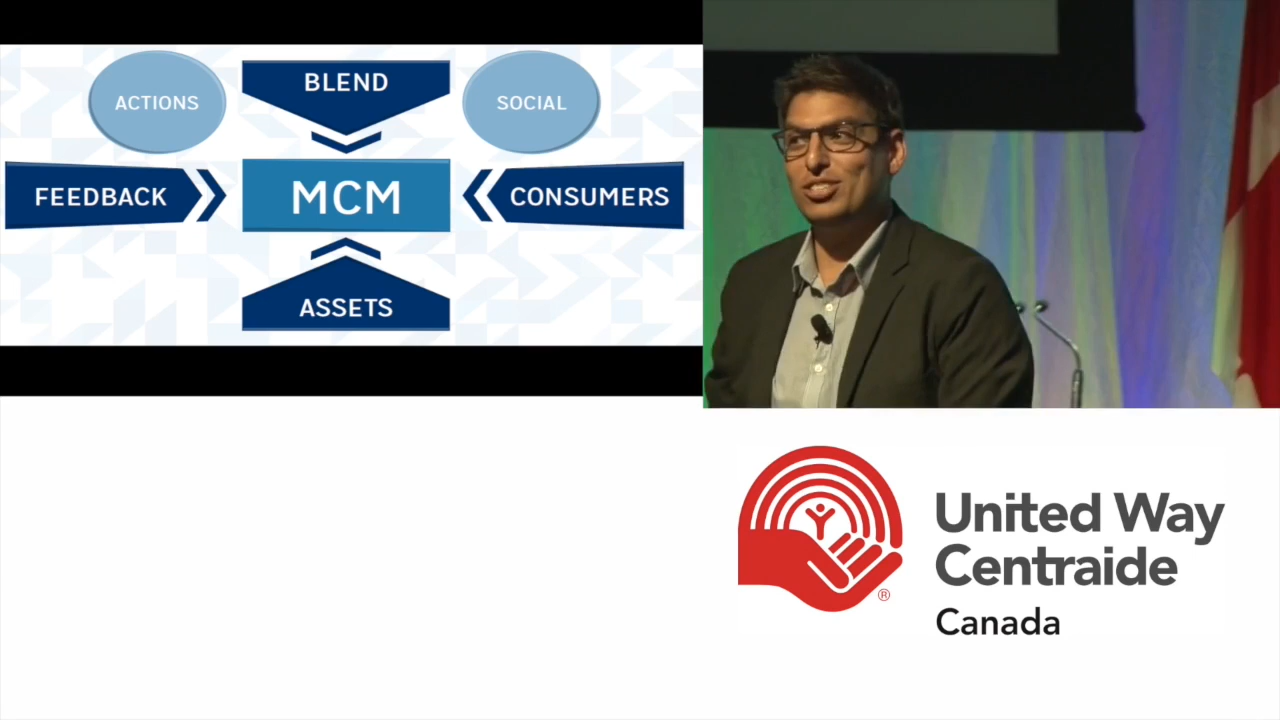 ACTIONS
BLEND
SOCIAL
FEEDBACK
MCM
CONSUMERS
ASSETS
United Way
Centraide
Canada
®